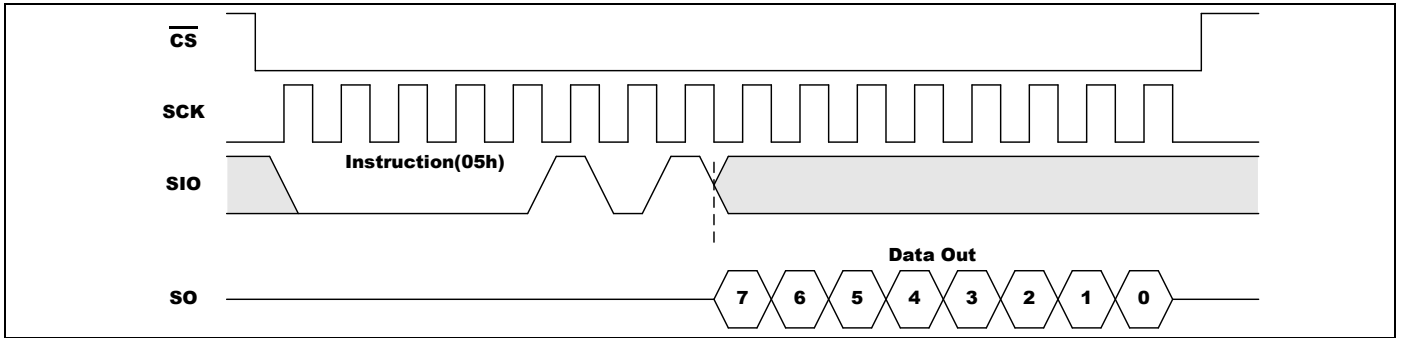 CS
SCK
Instruction(05h)
SIO
Data Out
SO 7 6 5 4 3 2 1 0